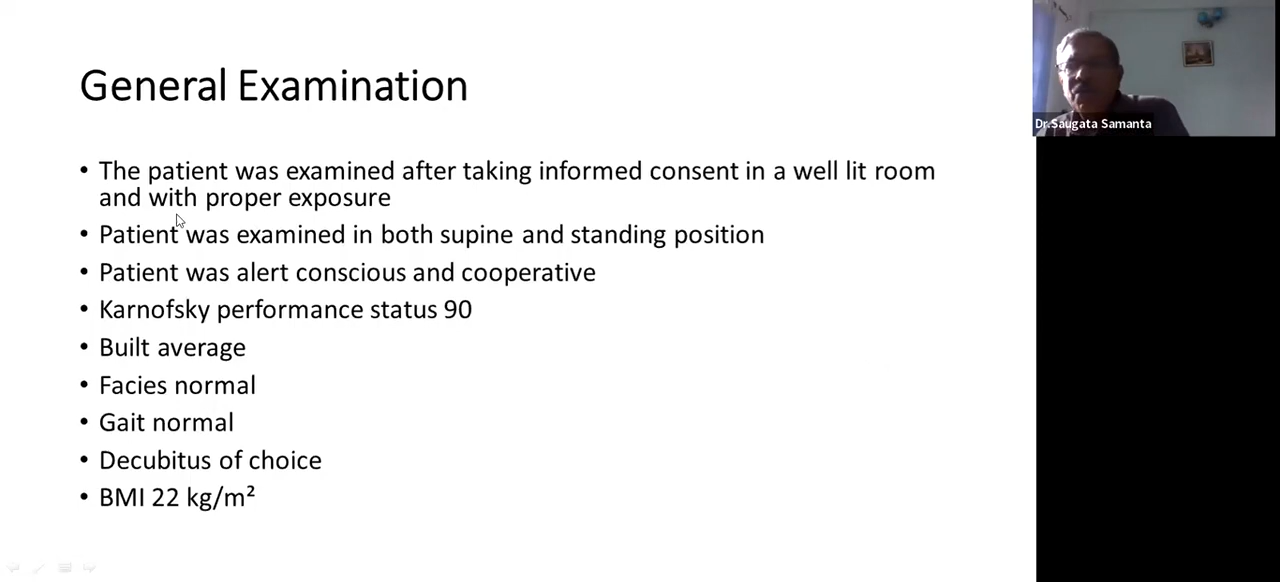 General Examination
• The patient was examined after taking informed consent in a well lit room
and with proper exposure
• Patient was examined in both supine and standing position
• Patient was alert conscious and cooperative
• Karnofsky performance status 90
• Built average
• Facies normal
• Gait normal
• Decubitus of choice
• BMI 22 kg/m²
Dr.Saugata Samanta